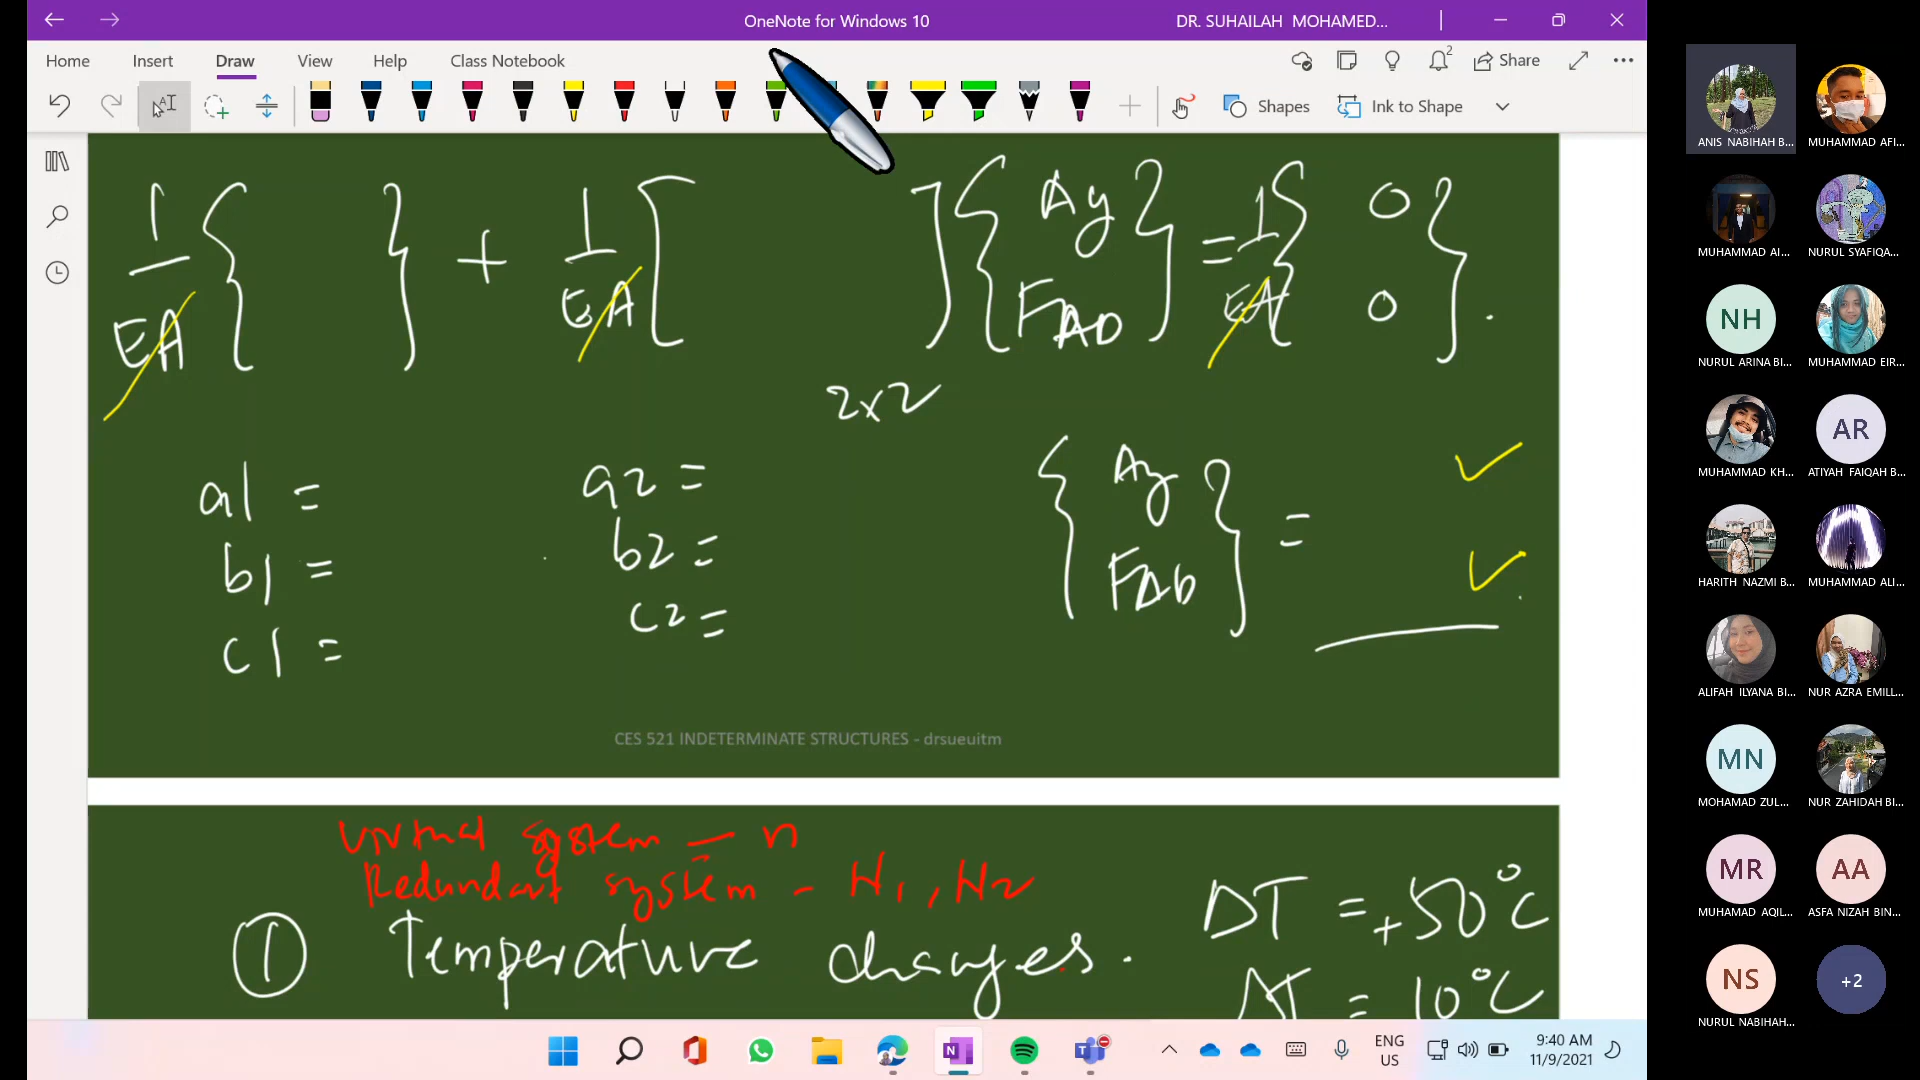 OneNote for Windows 10
DR. SUHAILAH MOHAMED...
Home Insert Draw View Help Class Notebook
2
Share
Shapes
Ink to Shape
1/EA { } + 1/EA [ ] { Ay = 1/EA { 0
FAD } 0 } .
2x2
a1 = a2 = { Ay
b1 = b2 = FAb } =
c1 = c2 =
CES 521 INDETERMINATE STRUCTURES - drsueuitm
Virtual system = n
Redundant system - H1, H2
① Temperature changes.
ΔT = +50°C
ΔT = 10°C
ANIS NABIHAH B...
MUHAMMAD AFI...
MUHAMMAD AI...
NURUL SYAFIQA...
NH
NURUL ARINA BI...
MUHAMMAD EIR...
MUHAMMAD KH...
AR
ATIYAH FAIQAH B...
HARITH NAZMI B...
MUHAMMAD ALI...
ALIFAH ILYANA BI...
NUR AZRA EMILL...
MN
MOHAMAD ZUL...
NUR ZAHIDAH BI...
MR
MUHAMAD AQIL...
AA
ASFA NIZAH BIN...
NS
NURUL NABIHAH...
+2
ENG
US
9:40 AM
11/9/2021